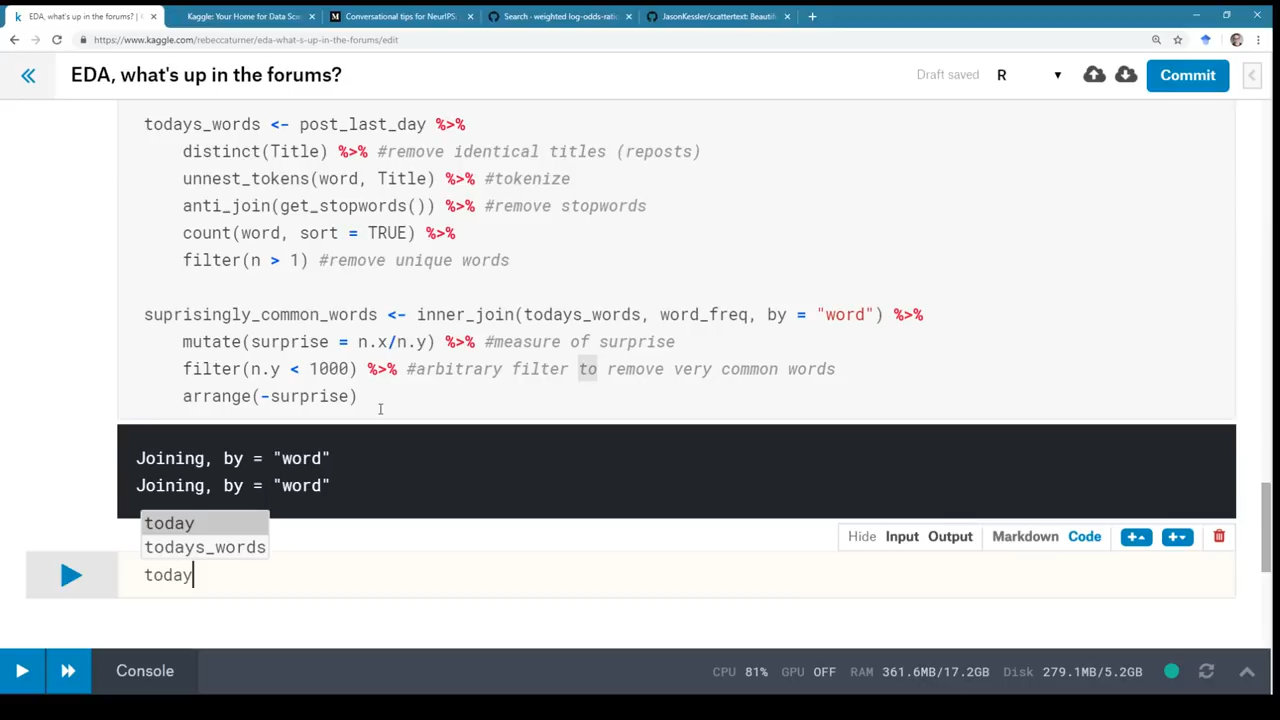 EDA, what's up in the forums? | 
Kaggle: Your Home for Data Sci
Conversational tips for NeurIPS:
Search · weighted log-odds-ratio
JasonKessler/scattertext: Beautif
https://www.kaggle.com/rebeccaturner/eda-what-s-up-in-the-forums/edit
EDA, what's up in the forums?
Draft saved
R
Commit
todays_words <- post_last_day %>%
distinct(Title) %>% #remove identical titles (reposts)
unnest_tokens(word, Title) %>% #tokenize
anti_join(get_stopwords()) %>% #remove stopwords
count(word, sort = TRUE) %>%
filter(n > 1) #remove unique words
suprisingly_common_words <- inner_join(todays_words, word_freq, by = "word") %>%
mutate(surprise = n.x/n.y) %>% #measure of surprise
filter(n.y < 1000) %>% #arbitrary filter to remove very common words
arrange(-surprise)
Joining, by = "word"
Joining, by = "word"
today
todays_words
Hide Input Output Markdown Code
today
Console
CPU 81% GPU OFF RAM 361.6MB/17.2GB Disk 279.1MB/5.2GB